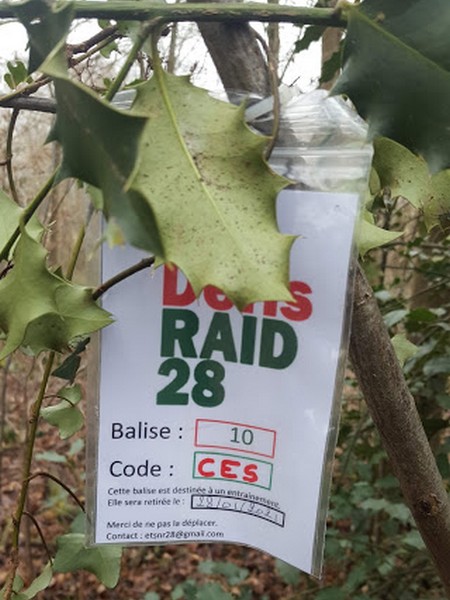 RAID
28
Balise : 10
Code : CES
Cette balise est destinée à un entrainement.
Elle sera retirée le :
Merci de ne pas la déplacer.
Contact : etsnr28@gmail.com